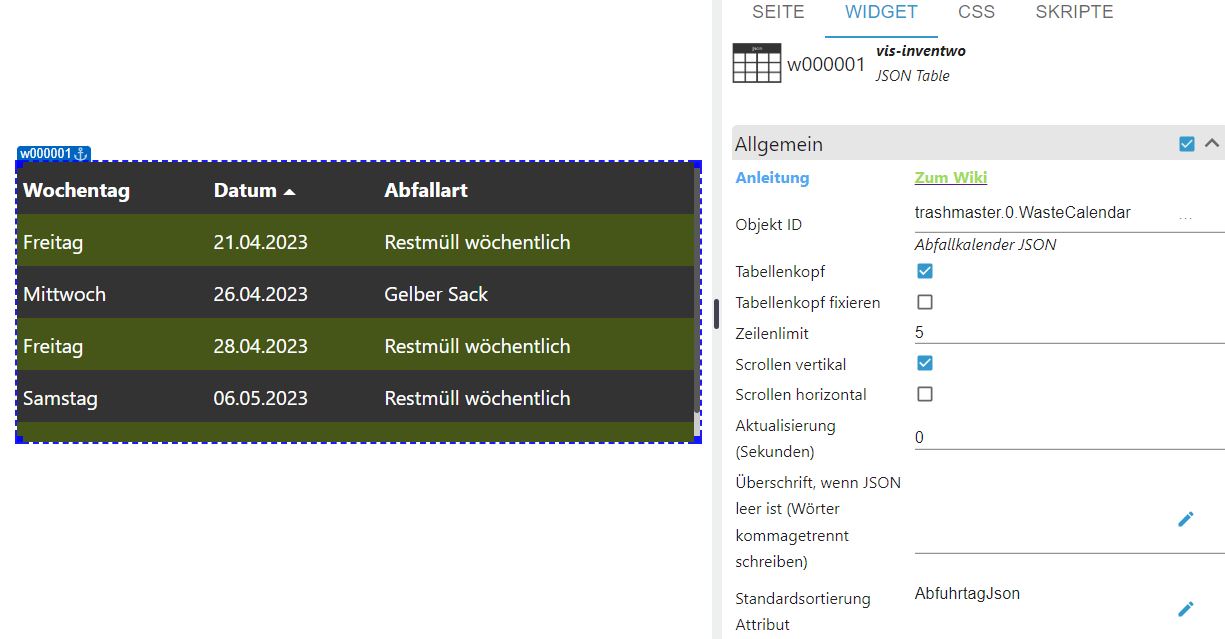 SEITE WIDGET CSS SKRIPTE
json
w000001
vis-inventwo
JSON Table
w000001
Wochentag Datum Abfallart
Freitag 21.04.2023 Restmüll wöchentlich
Mittwoch 26.04.2023 Gelber Sack
Freitag 28.04.2023 Restmüll wöchentlich
Samstag 06.05.2023 Restmüll wöchentlich
Allgemein
Anleitung Zum Wiki
Objekt ID trashmaster.0.WasteCalendar ...
Abfallkalender JSON
Tabellenkopf
Tabellenkopf fixieren
Zeilenlimit 5
Scrollen vertikal
Scrollen horizontal
Aktualisierung
(Sekunden) 0
Überschrift, wenn JSON
leer ist (Wörter
kommagetrennt
schreiben)
Standardsortierung
Attribut AbfuhrtagJson